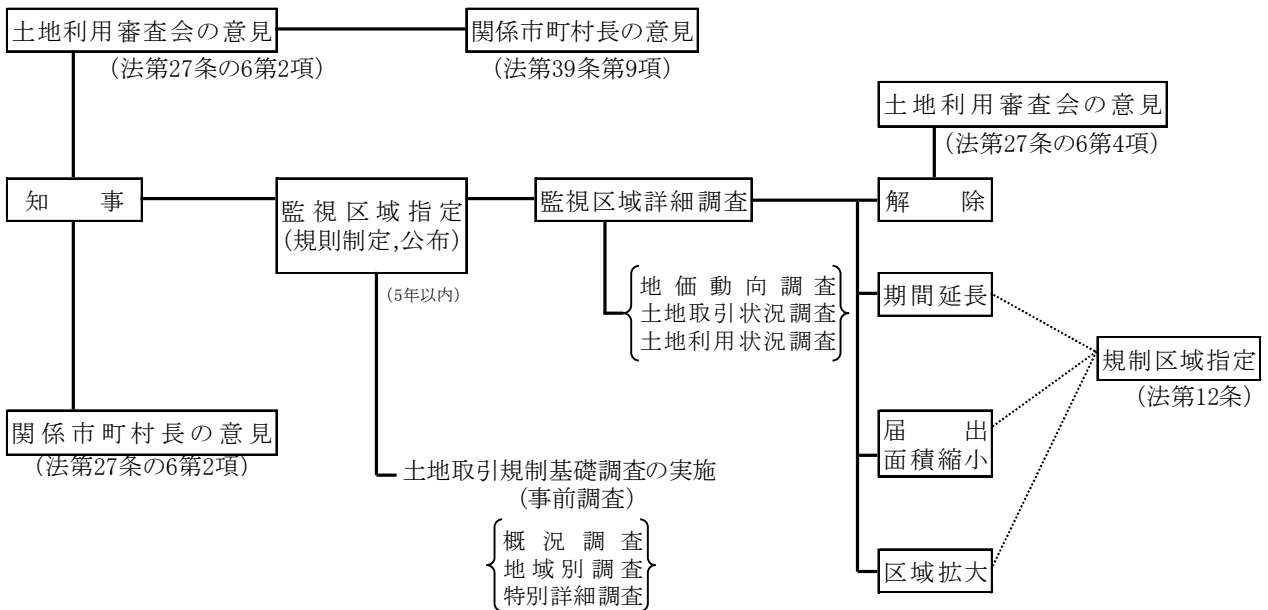 土地利用審査会の意見
(法第27条の6第2項)
関係市町村長の意見
(法第39条第9項)
土地利用審査会の意見
(法第27条の6第4項)
知事
監視区域指定
(規則制定,公布)
(5年以内)
監視区域詳細調査
解除
地価動向調査
土地取引状況調査
土地利用状況調査
期間延長
規制区域指定
(法第12条)
関係市町村長の意見
(法第27条の6第2項)
届出
面積縮小
土地取引規制基礎調査の実施
(事前調査)
概況調査
地域別調査
特別詳細調査
区域拡大